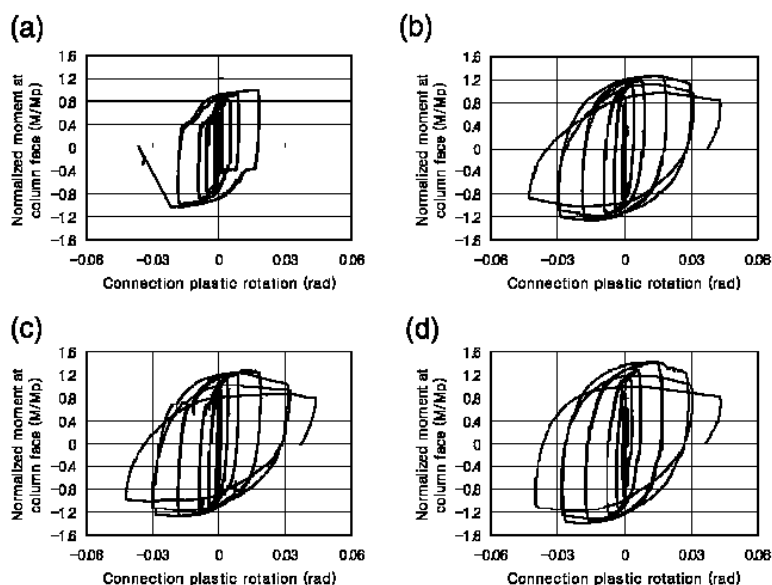 (a)
Normalized moment at
column face (M/Mp)
1.6
1.2
0.8
0.4
0
-0.4
-0.8
-1.2
-1.6
-0.06 -0.03 0 0.03 0.06
Connection plastic rotation (rad)
(b)
Normalized moment at
column face (M/Mp)
1.6
1.2
0.8
0.4
0
-0.4
-0.8
-1.2
-1.6
-0.06 -0.03 0 0.03 0.06
Connection plastic rotation (rad)
(c)
Normalized moment at
column face (M/Mp)
1.6
1.2
0.8
0.4
0
-0.4
-0.8
-1.2
-1.6
-0.06 -0.03 0 0.03 0.06
Connection plastic rotation (rad)
(d)
Normalized moment at
column face (M/Mp)
1.6
1.2
0.8
0.4
0
-0.4
-0.8
-1.2
-1.6
-0.06 -0.03 0 0.03 0.06
Connection plastic rotation (rad)